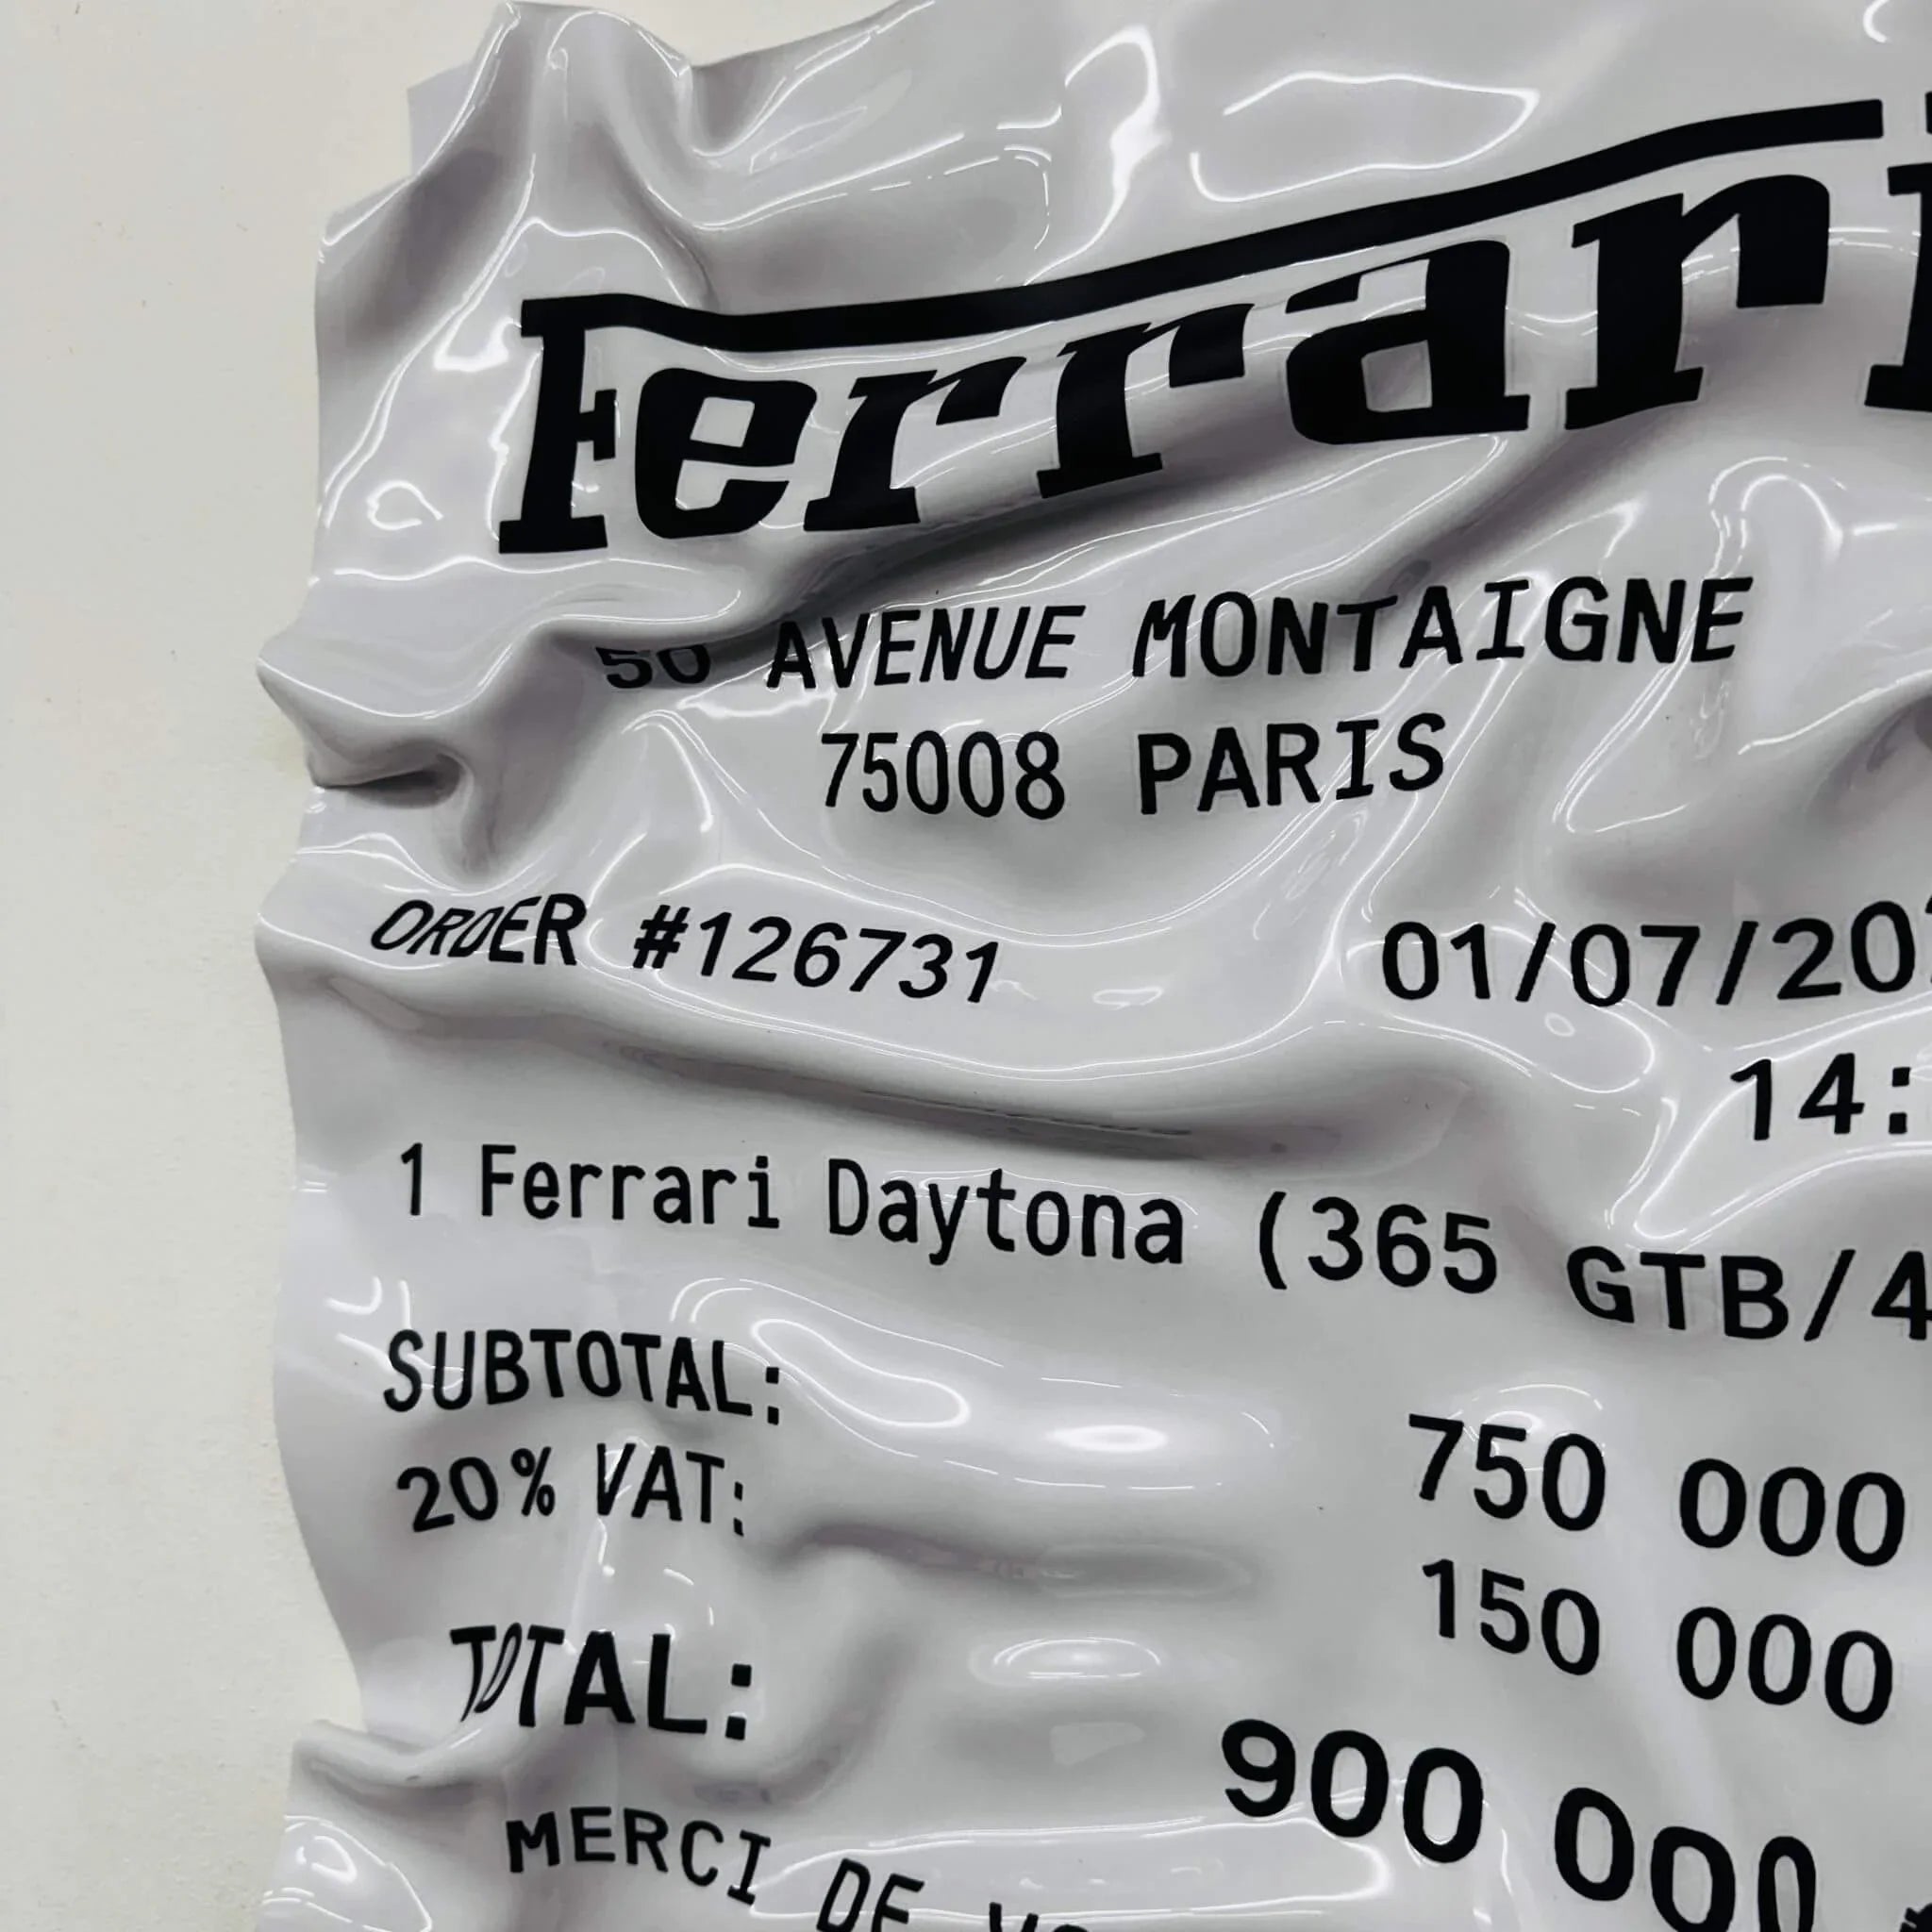 Ferrari
50 AVENUE MONTAIGNE
75008 PARIS
ORDER #126731 01/07/20
14:
1 Ferrari Daytona (365 GTB/4
SUBTOTAL: 750 000
20% VAT: 150 000
TOTAL: 900 000
MERCI DE